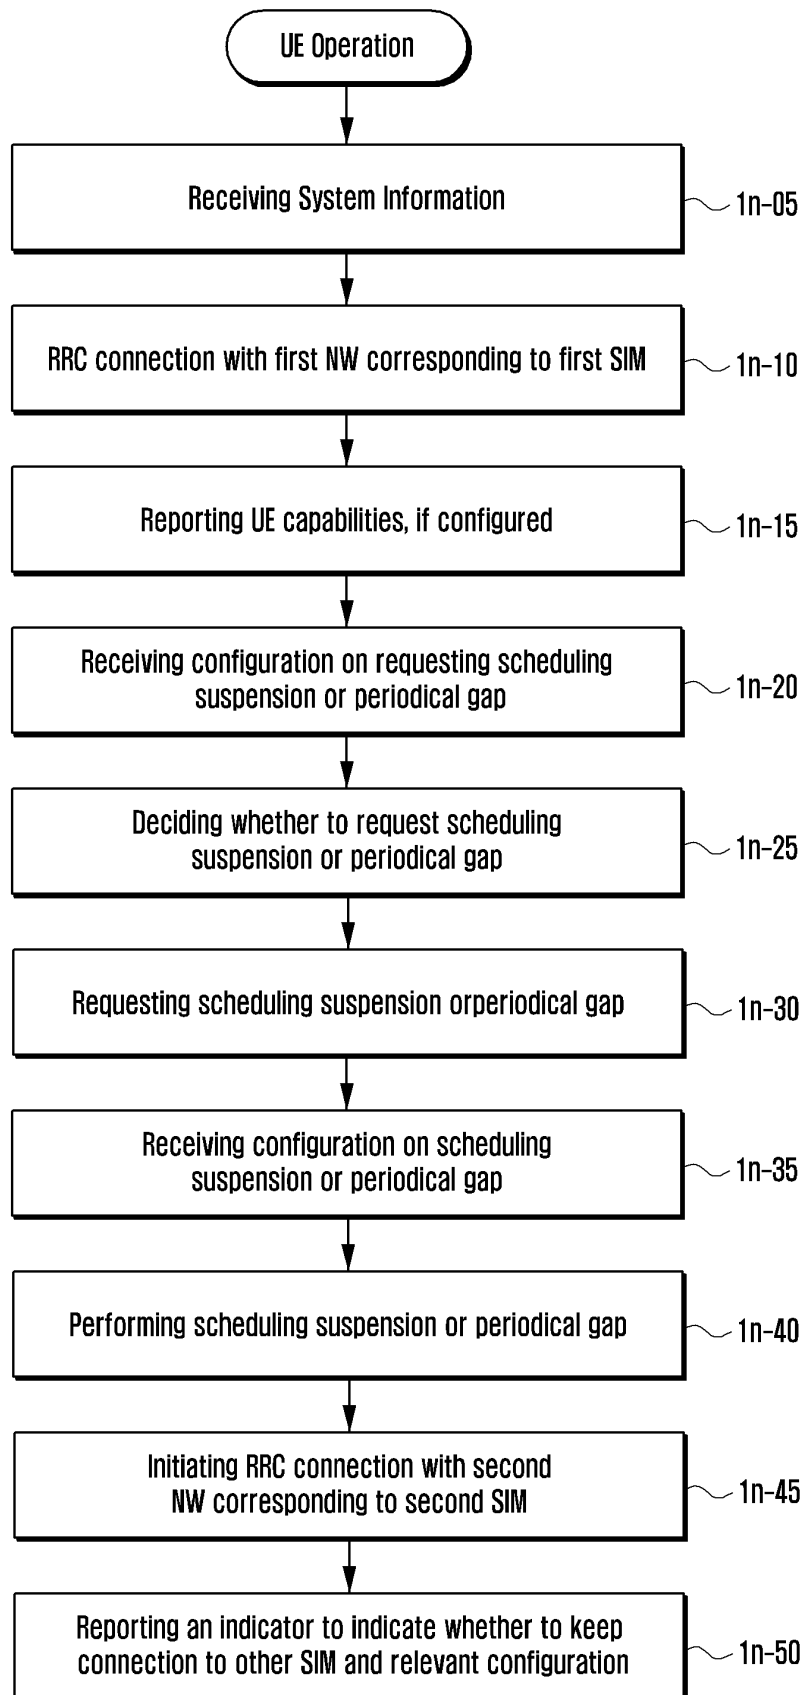 UE Operation
Receiving System Information
1n-05
RRC connection with first NW corresponding to first SIM
1n-10
Reporting UE capabilities, if configured
1n-15
Receiving configuration on requesting scheduling
suspension or periodical gap
1n-20
Deciding whether to request scheduling
suspension or periodical gap
1n-25
Requesting scheduling suspension orperiodical gap
1n-30
Receiving configuration on scheduling
suspension or periodical gap
1n-35
Performing scheduling suspension or periodical gap
1n-40
Initiating RRC connection with second
NW corresponding to second SIM
1n-45
Reporting an indicator to indicate whether to keep
connection to other SIM and relevant configuration
1n-50